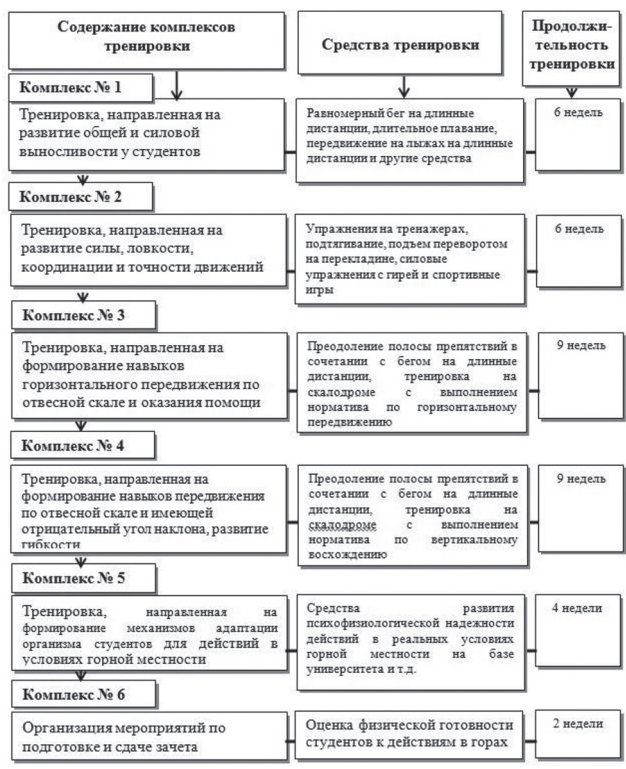 Содержание комплексов
тренировки
Средства тренировки
Продолжи-
тельность
тренировки
Комплекс № 1
Тренировка, направленная на
развитие общей и силовой
выносливости у студентов
Равномерный бег на длинные
дистанции, длительное плавание,
передвижение на лыжах на длинные
дистанции и другие средства
6 недель
Комплекс № 2
Тренировка, направленная на
развитие силы, ловкости,
координации и точности движений
Упражнения на тренажерах,
подтягивание, подъем переворотом
на перекладине, силовые
упражнения с гирей и спортивные
игры
6 недель
Комплекс № 3
Тренировка, направленная на
формирование навыков
горизонтального передвижения по
отвесной скале и оказания помощи
Преодоление полосы препятствий в
сочетании с бегом на длинные
дистанции, тренировка на
скалодроме с выполнением
норматива по горизонтальному
передвижению
9 недель
Комплекс № 4
Тренировка, направленная на
формирование навыков передвижения
по отвесной скале и имеющей
отрицательный угол наклона, развитие
гибкости
Преодоление полосы препятствий в
сочетании с бегом на длинные
дистанции, тренировка на
скалодроме с выполнением
норматива по вертикальному
восхождению
9 недель
Комплекс № 5
Тренировка, направленная на
формирование механизмов адаптации
организма студентов для действий в
условиях горной местности
Средства развития
психофизиологической надежности
действий в реальных условиях
горной местности на базе
университета и т.д.
4 недели
Комплекс № 6
Организация мероприятий по
подготовке и сдаче зачета
Оценка физической готовности
студентов к действиям в горах
2 недели